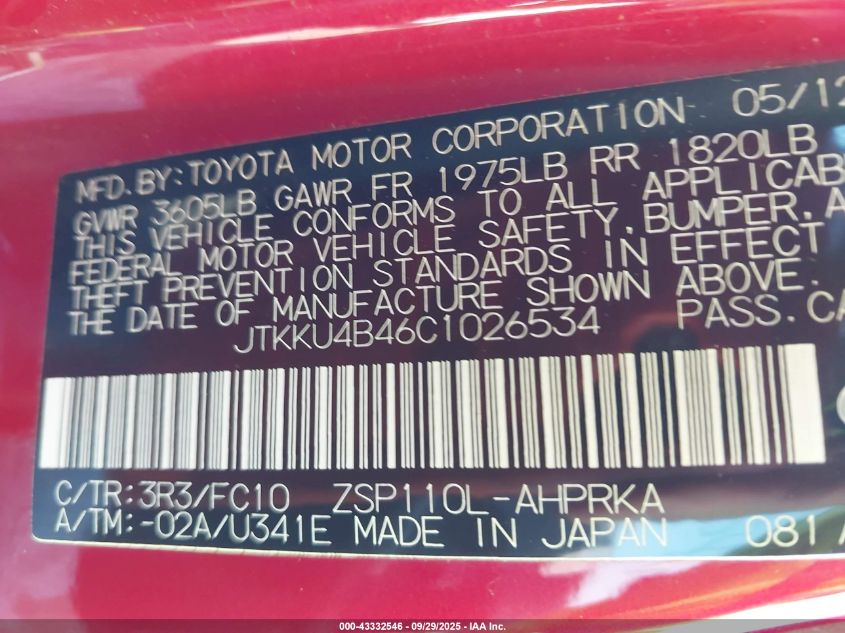 MFD. BY: TOYOTA MOTOR CORPORATION 05/12
GVWR 3605LB GAWR FR 1975LB RR 1820LB
THIS VEHICLE CONFORMS TO ALL APPLICAB
FEDERAL MOTOR VEHICLE SAFETY, BUMPER, A
THEFT PREVENTION STANDARDS IN EFFECT
THE DATE OF MANUFACTURE SHOWN ABOVE.
JTKKU4B46C1026534 PASS. CA
C/TR: 3R3/FC10 ZSP110L-AHPRKA
A/TM: -02A/U341E MADE IN JAPAN 081A
000-43332546 - 09/29/2025 - IAA Inc.